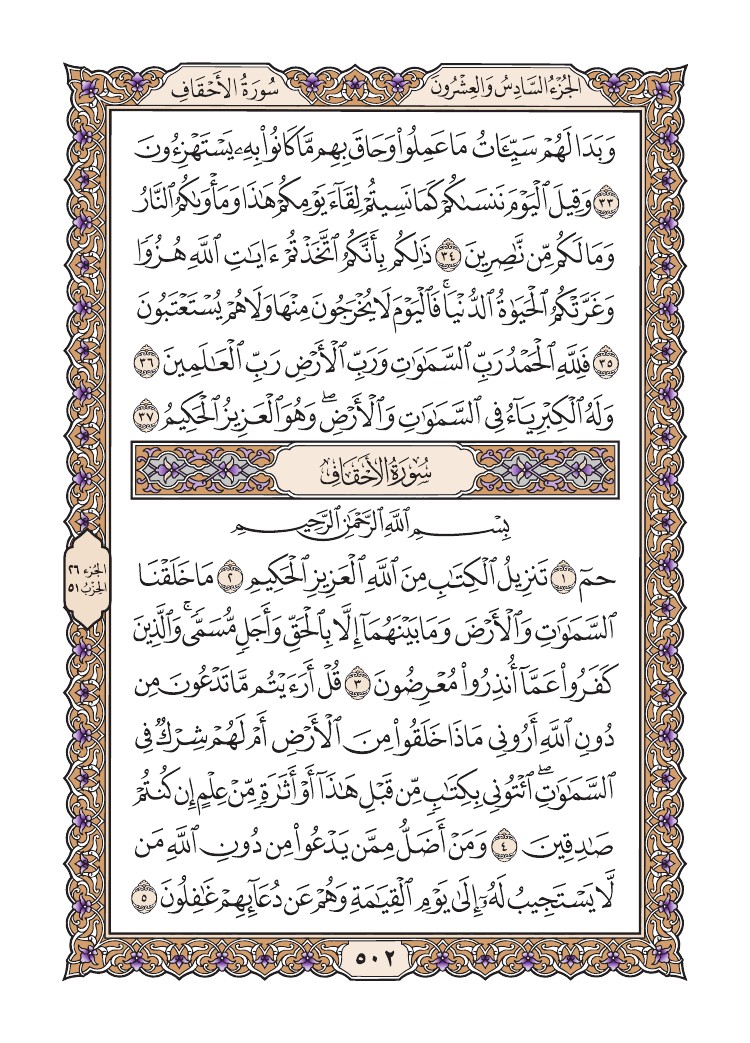 الجُزْءُ السَّادِسُ وَالعِشْرُونَ
سُورَةُ الأَحْقَافِ
وَبَدَا لَهُمْ سَيِّـَٔاتُ مَا عَمِلُوا۟ وَحَاقَ بِهِم مَّا كَانُوا۟ بِهِۦ يَسْتَهْزِءُونَ
٣٣ وَقِيلَ ٱلْيَوْمَ نَنسَىٰكُمْ كَمَا نَسِيتُمْ لِقَآءَ يَوْمِكُمْ هَـٰذَا وَمَأْوَىٰكُمُ ٱلنَّارُ
وَمَا لَكُم مِّن نَّـٰصِرِينَ ٣٤ ذَٰلِكُم بِأَنَّكُمُ ٱتَّخَذْتُمْ ءَايَـٰتِ ٱللَّهِ هُزُوًا
وَغَرَّتْكُمُ ٱلْحَيَوٰةُ ٱلدُّنْيَا ۚ فَٱلْيَوْمَ لَا يُخْرَجُونَ مِنْهَا وَلَا هُمْ يُسْتَعْتَبُونَ
٣٥ فَلِلَّهِ ٱلْحَمْدُ رَبِّ ٱلسَّمَـٰوَٰتِ وَرَبِّ ٱلْأَرْضِ رَبِّ ٱلْعَـٰلَمِينَ ٣٦
وَلَهُ ٱلْكِبْرِيَآءُ فِى ٱلسَّمَـٰوَٰتِ وَٱلْأَرْضِ ۖ وَهُوَ ٱلْعَزِيزُ ٱلْحَكِيمُ ٣٧
سُورَةُ الأَحْقَافِ
بِسْمِ ٱللَّهِ ٱلرَّحْمَـٰنِ ٱلرَّحِيمِ
حمٓ ١ تَنزِيلُ ٱلْكِتَـٰبِ مِنَ ٱللَّهِ ٱلْعَزِيزِ ٱلْحَكِيمِ ٢ مَا خَلَقْنَا
ٱلسَّمَـٰوَٰتِ وَٱلْأَرْضَ وَمَا بَيْنَهُمَآ إِلَّا بِٱلْحَقِّ وَأَجَلٍ مُّسَمًّى ۚ وَٱلَّذِينَ
كَفَرُوا۟ عَمَّآ أُنذِرُوا۟ مُعْرِضُونَ ٣ قُلْ أَرَءَيْتُم مَّا تَدْعُونَ مِن
دُونِ ٱللَّهِ أَرُونِى مَاذَا خَلَقُوا۟ مِنَ ٱلْأَرْضِ أَمْ لَهُمْ شِرْكٌ فِى
ٱلسَّمَـٰوَٰتِ ۖ ٱئْتُونِى بِكِتَـٰبٍ مِّن قَبْلِ هَـٰذَآ أَوْ أَثَـٰرَةٍ مِّنْ عِلْمٍ إِن كُنتُمْ
صَـٰدِقِينَ ٤ وَمَنْ أَضَلُّ مِمَّن يَدْعُوا۟ مِن دُونِ ٱللَّهِ مَن
لَّا يَسْتَجِيبُ لَهُۥٓ إِلَىٰ يَوْمِ ٱلْقِيَـٰمَةِ وَهُمْ عَن دُعَآئِهِمْ غَـٰفِلُونَ ٥
الجُزء ٢٦
الحِزْبُ ٥١
٥٠٢